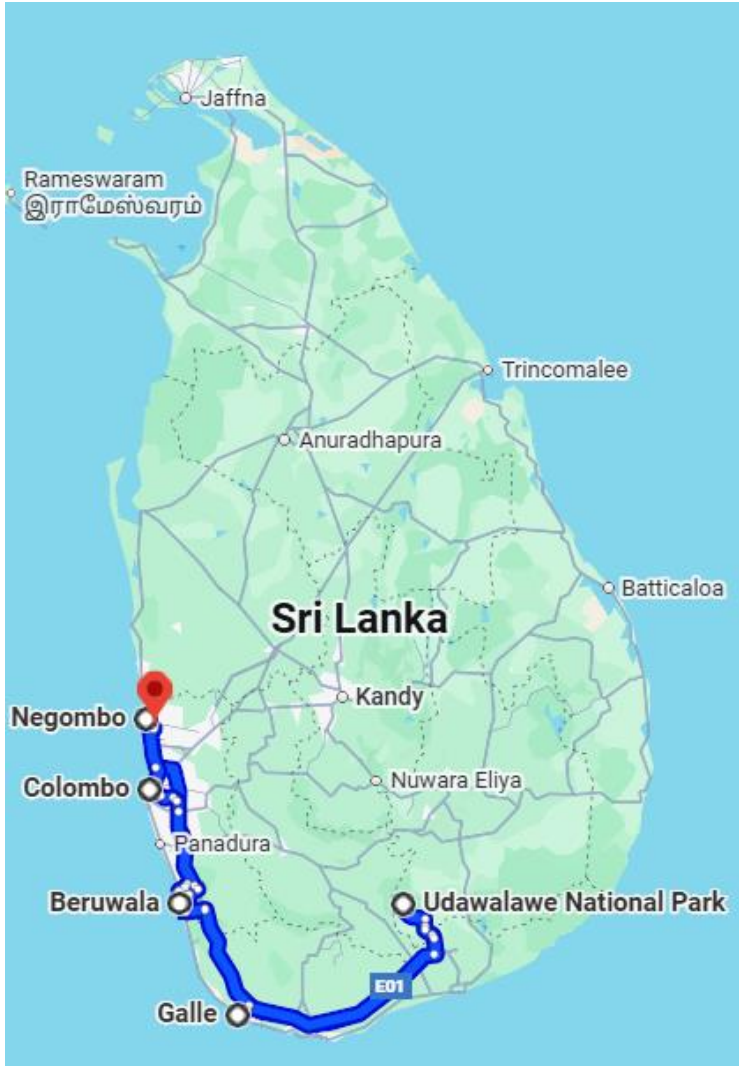 Jaffna
Rameswaram
இராமேஸ்வரம்
Trincomalee
Anuradhapura
Batticaloa
Sri Lanka
Kandy
Negombo
Nuwara Eliya
Colombo
Panadura
Beruwala
Udawalawe National Park
E01
Galle